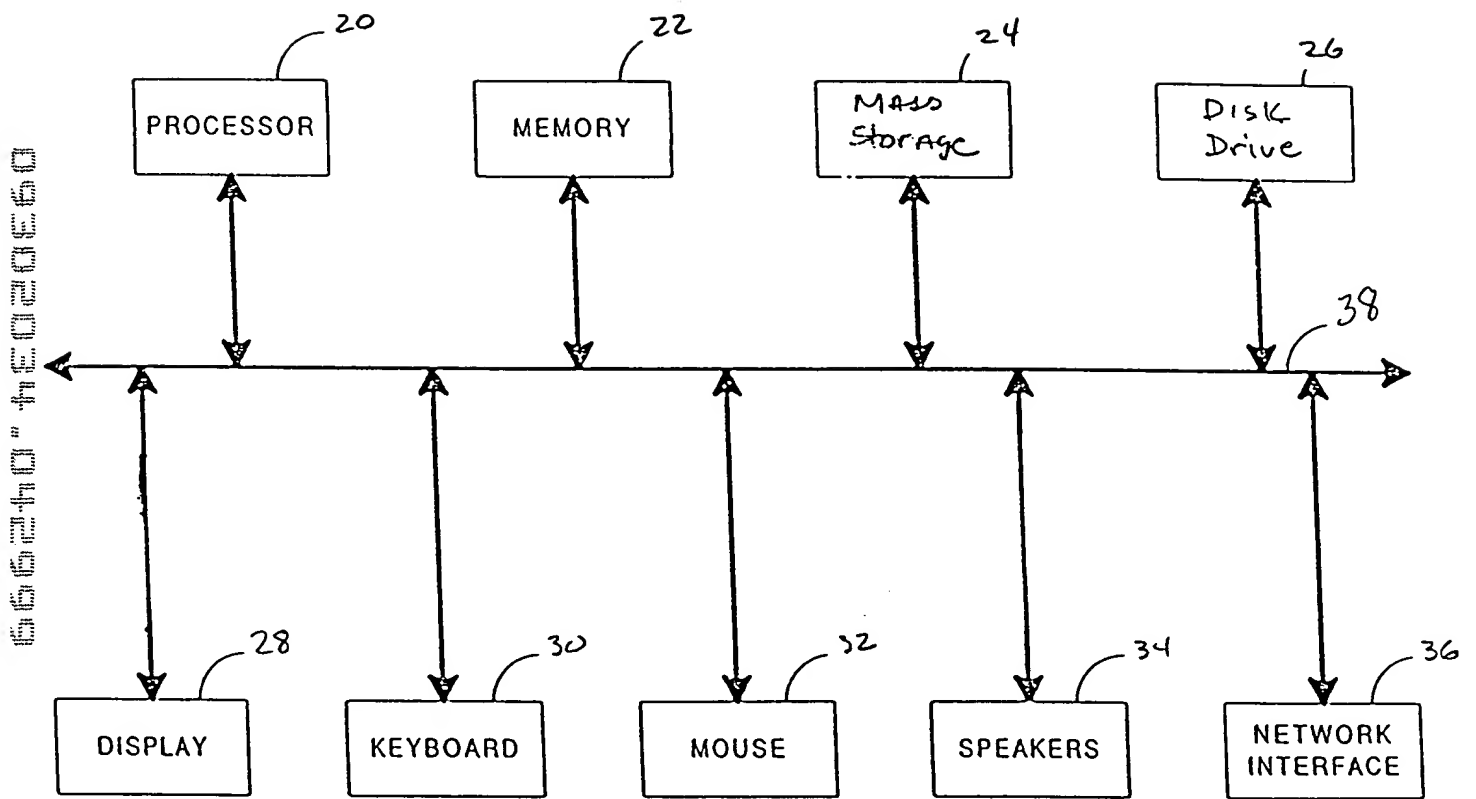 20
22
24
26
PROCESSOR
MEMORY
MASS
Storage
Disk
Drive
38
28
30
32
34
36
DISPLAY
KEYBOARD
MOUSE
SPEAKERS
NETWORK
INTERFACE